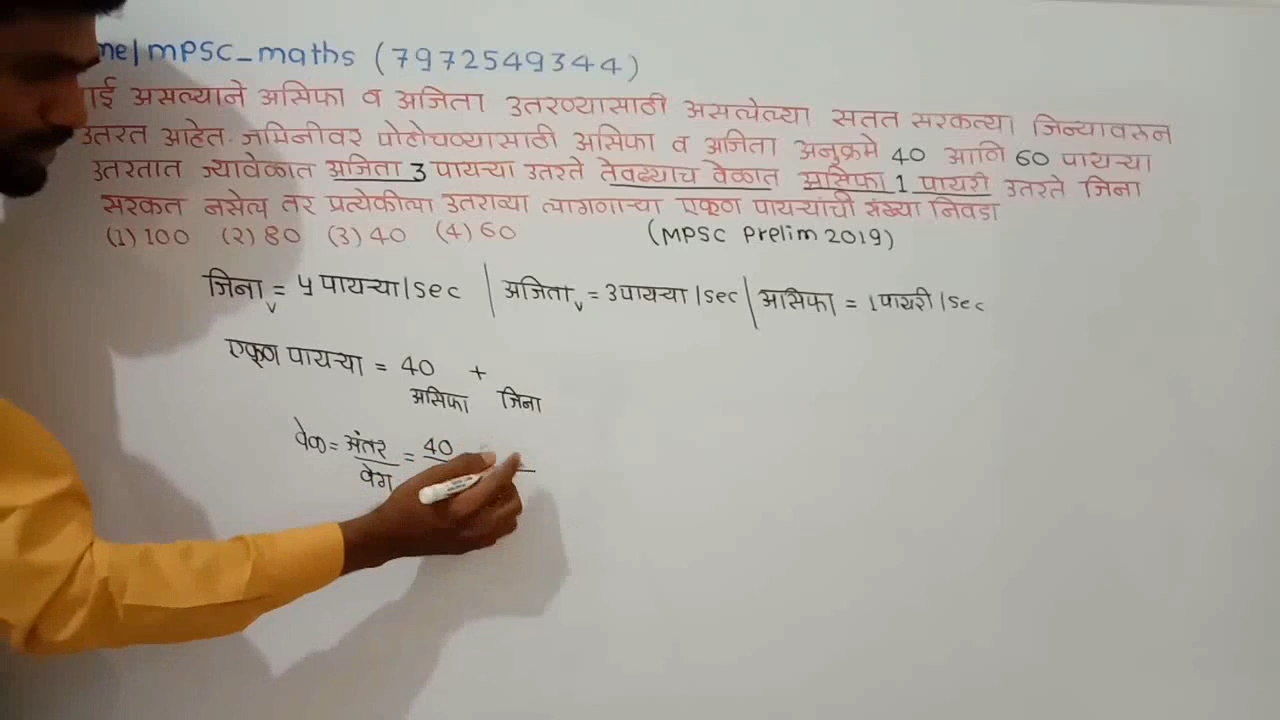 me/mpsc_maths (7972549344)
असल्याने असिफा व अजिता उतरण्यासाठी असलेल्या सतत सरकत्या जिन्यावरून
उतरत आहेत. जमिनीवर पोहोचण्यासाठी असिफा व अजिता अनुक्रमे 40 आणि 60 पायऱ्या
उतरतात ज्यावेळात अजिता 3 पायऱ्या उतरते तेवढ्याच वेळात असिफा 1 पायरी उतरते जिना
सरकत नसेल तर प्रत्येकीला उतराव्या लागणाऱ्या एकूण पायऱ्यांची संख्या निवडा
(1) 100 (2) 80 (3) 40 (4) 60 (MPSC Prelim 2019)
जिना v = y पायऱ्या/sec | अजिता v = 3पायऱ्या/sec | असिफा = 1पायरी/sec
एकूण पायऱ्या = 40 +
असिफा जिना
वेळ = अंतर/वेग = 40